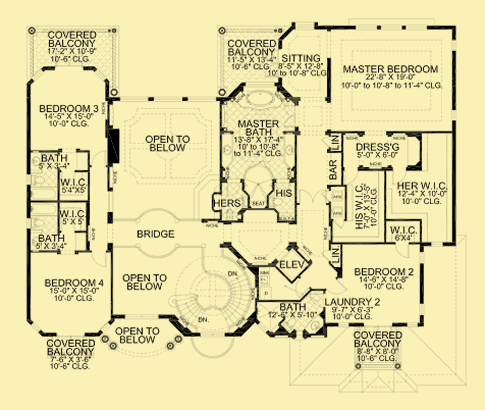 COVERED
BALCONY
17'-2" X 10'-9"
10'-6" CLG.
COVERED
BALCONY
11'-5" X 13'-4"
10'-6" CLG.
SITTING
8'-5" X 12'-8"
10' to 10'-8" CLG.
MASTER BEDROOM
22'-8" X 19'-0"
10'-0" to 10'-8" to 11'-4" CLG.
BEDROOM 3
14'-5" X 15'-0"
10'-0" CLG.
NICHE
OPEN TO
BELOW
MASTER
BATH
13'-8" X 17'-4"
10' to 10'-8"
to 11'-4" CLG.
LIN
BAR
NICHE
DRESS'G
5'-0" X 6'-0"
BATH
5' X 3'-4"
W.I.C.
5'4"X5'
NICHE
HERS
SEAT
HIS
HIS W.I.C.
7'-0" X 13'-5"
10'-0" CLG.
HER W.I.C.
12'-4" X 10'-0"
10'-0" CLG.
W.I.C.
5' X 5'
BATH
5' X 3'-4"
BRIDGE
NICHE
W.I.C.
6'X4'
NICHE
ELEV.
LIN
BEDROOM 2
14'-6" X 14'-8"
10'-0" CLG.
BEDROOM 4
15'-0" X 15'-0"
10'-0" CLG.
OPEN TO
BELOW
DN.
DN.
BATH
12'-6" X 5'-10"
LAUNDRY 2
9'-7" X 6'-3"
10'-0" CLG.
OPEN TO
BELOW
COVERED
BALCONY
7'-6" X 3'-6"
10'-6" CLG.
COVERED
BALCONY
8'-8" X 8'-0"
10'-6" CLG.